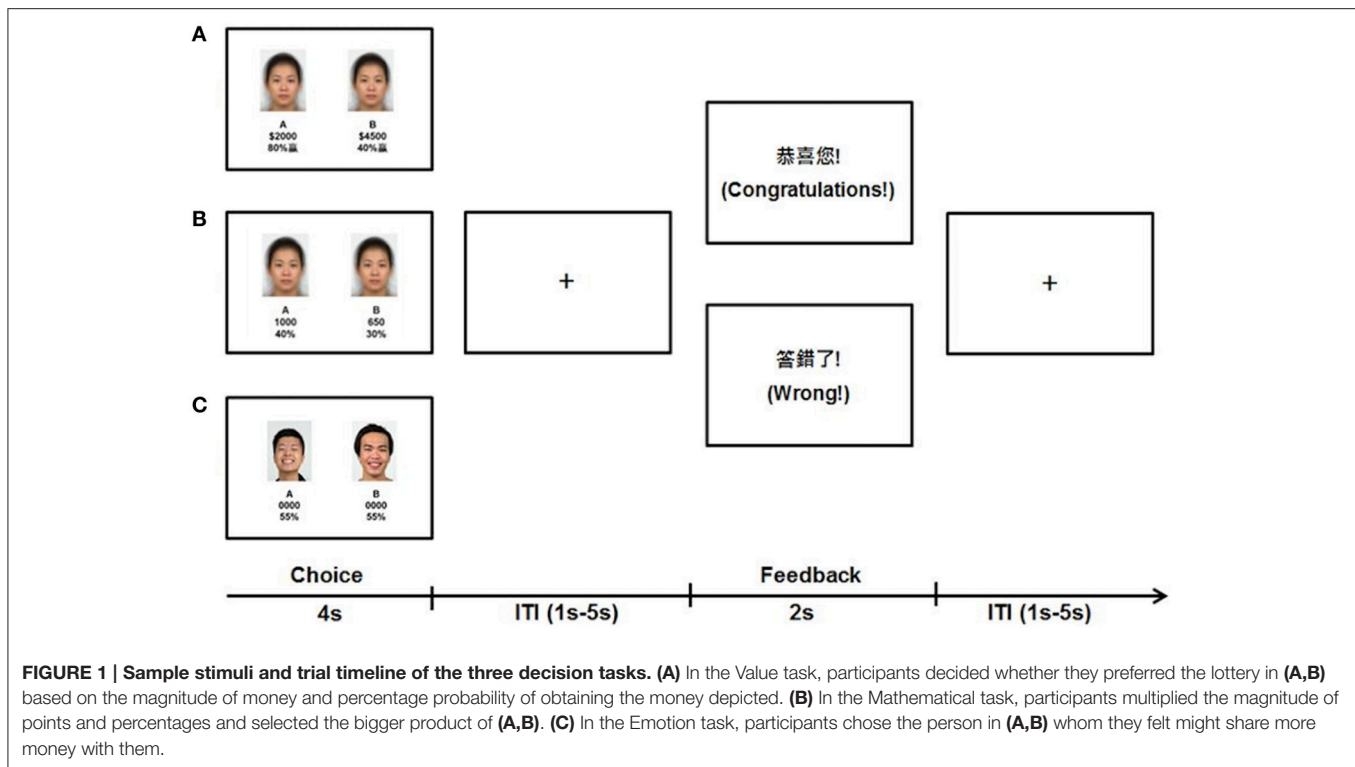 A
A
$2000
80%赢
B
$4500
40%赢
B
A
1000
40%
B
650
30%
+
恭喜您!
(Congratulations!)
答錯了!
(Wrong!)
+
C
A
0000
55%
B
0000
55%
Choice
4s
ITI (1s-5s)
Feedback
2s
ITI (1s-5s)
FIGURE 1 | Sample stimuli and trial timeline of the three decision tasks. (A) In the Value task, participants decided whether they preferred the lottery in (A,B)
based on the magnitude of money and percentage probability of obtaining the money depicted. (B) In the Mathematical task, participants multiplied the magnitude of
points and percentages and selected the bigger product of (A,B). (C) In the Emotion task, participants chose the person in (A,B) whom they felt might share more
money with them.